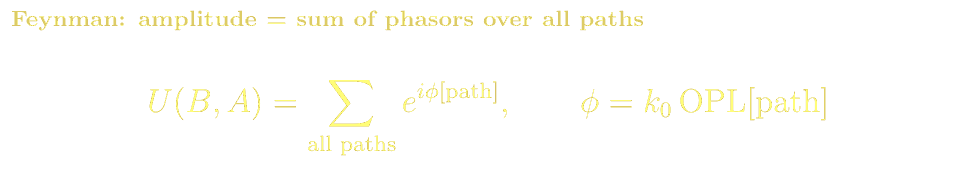 Feynman: amplitude = sum of phasors over all paths
U(B, A) = ∑ e^{iϕ[path]}, ϕ = k₀ OPL[path]
all paths